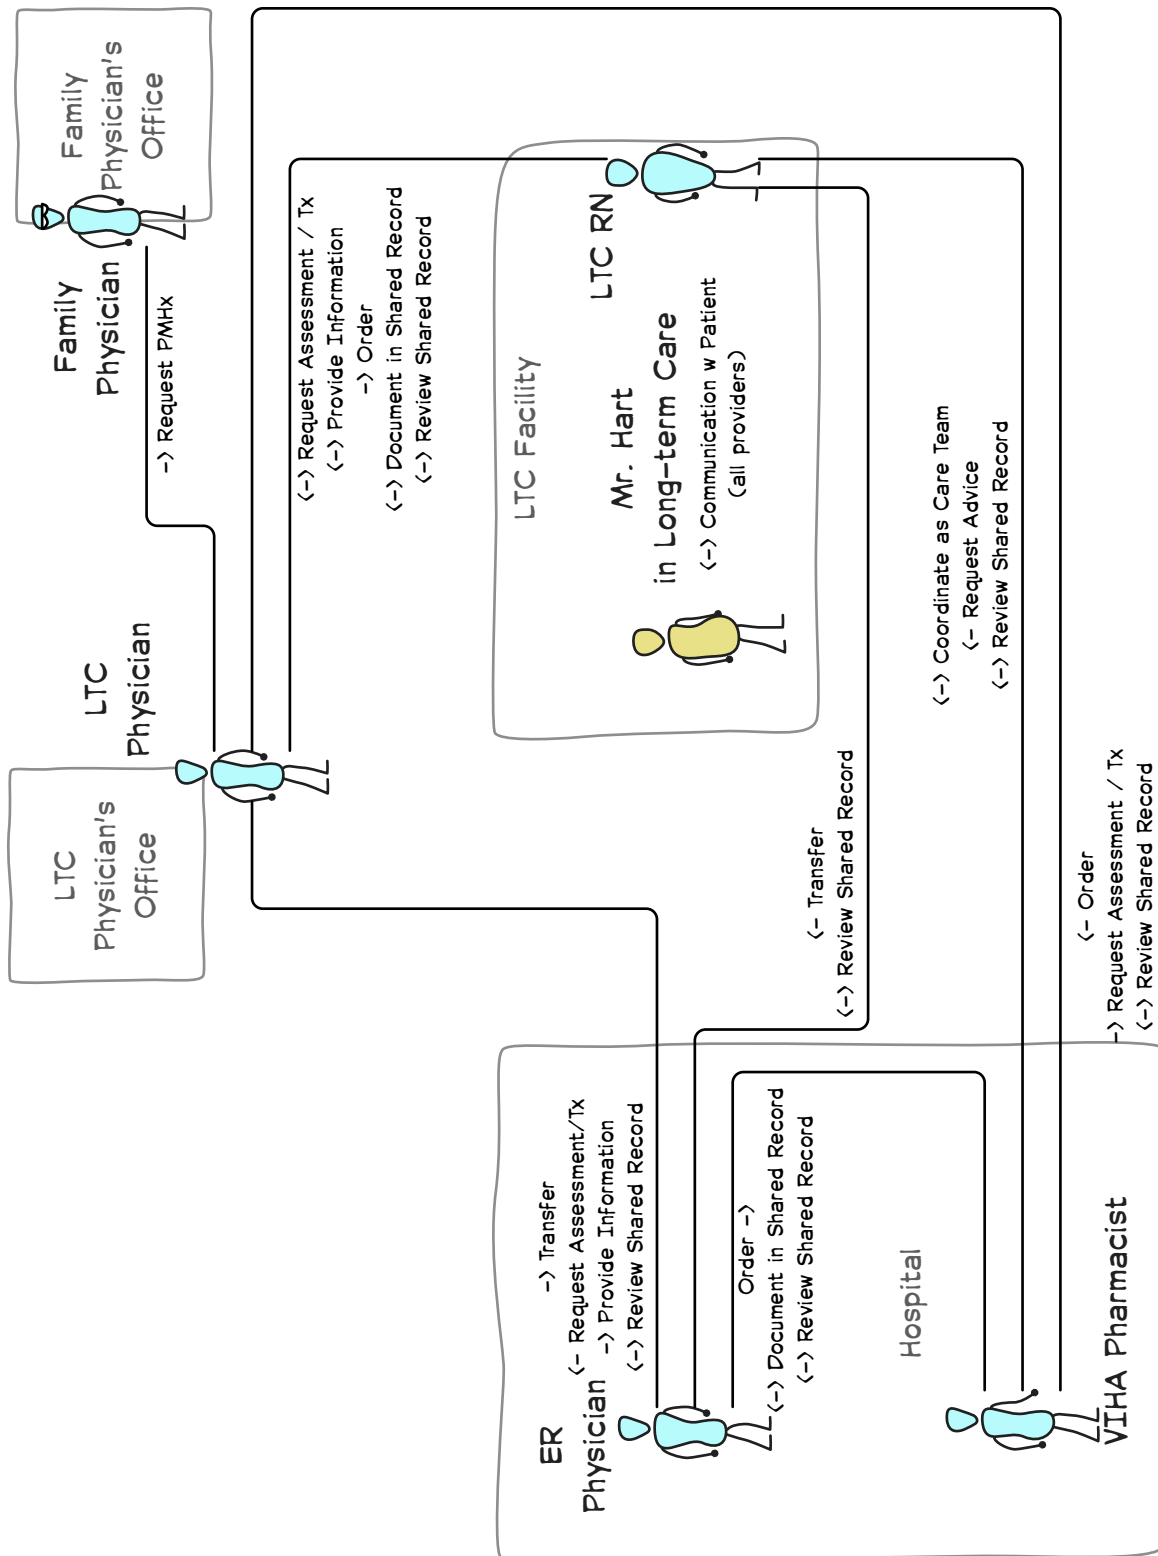 Family
Physician's
Office
Family
Physician
-> Request PMHx
LTC
Physician
LTC
Physician's
Office
<-> Request Assessment / Tx
<-> Provide Information
-> Order
<-> Document in Shared Record
<-> Review Shared Record
LTC Facility
LTC RN
Mr. Hart
in Long-term Care
<-> Communication w Patient
(all providers)
<-> Coordinate as Care Team
<- Request Advice
<-> Review Shared Record
<- Transfer
<-> Review Shared Record
<- Order
-> Request Assessment / Tx
<-> Review Shared Record
-> Transfer
<- Request Assessment/Tx
-> Provide Information
<-> Review Shared Record
ER
Physician
Order ->
<-> Document in Shared Record
<-> Review Shared Record
Hospital
VIHA Pharmacist